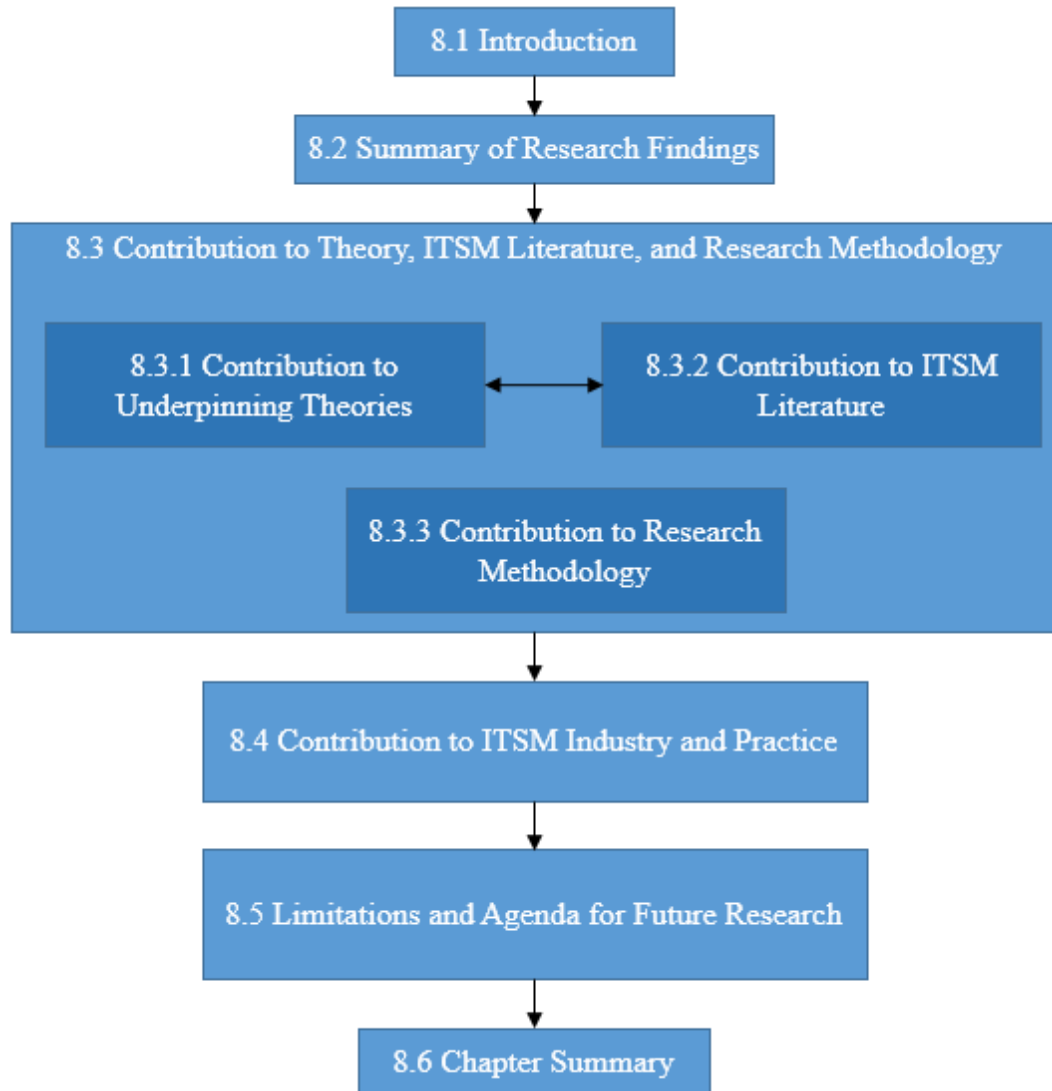 8.1 Introduction
8.2 Summary of Research Findings
8.3 Contribution to Theory, ITSM Literature, and Research Methodology
8.3.1 Contribution to
Underpinning Theories
8.3.2 Contribution to ITSM
Literature
8.3.3 Contribution to Research
Methodology
8.4 Contribution to ITSM Industry and Practice
8.5 Limitations and Agenda for Future Research
8.6 Chapter Summary